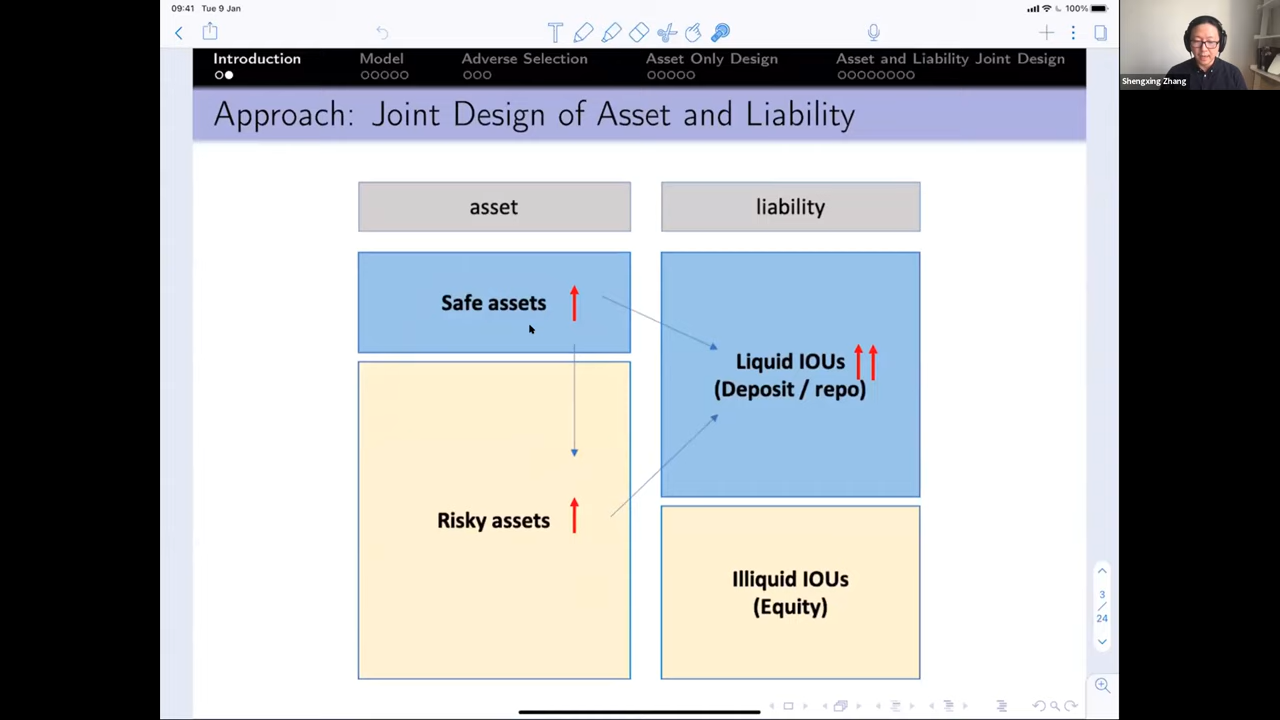 09:41 Tue 9 Jan
100%
Introduction
Model
Adverse Selection
Asset Only Design
Asset and Liability Joint Design
Approach: Joint Design of Asset and Liability
asset
liability
Safe assets
Liquid IOUs
(Deposit / repo)
Risky assets
Illiquid IOUs
(Equity)
3
/
24
Shengxing Zhang